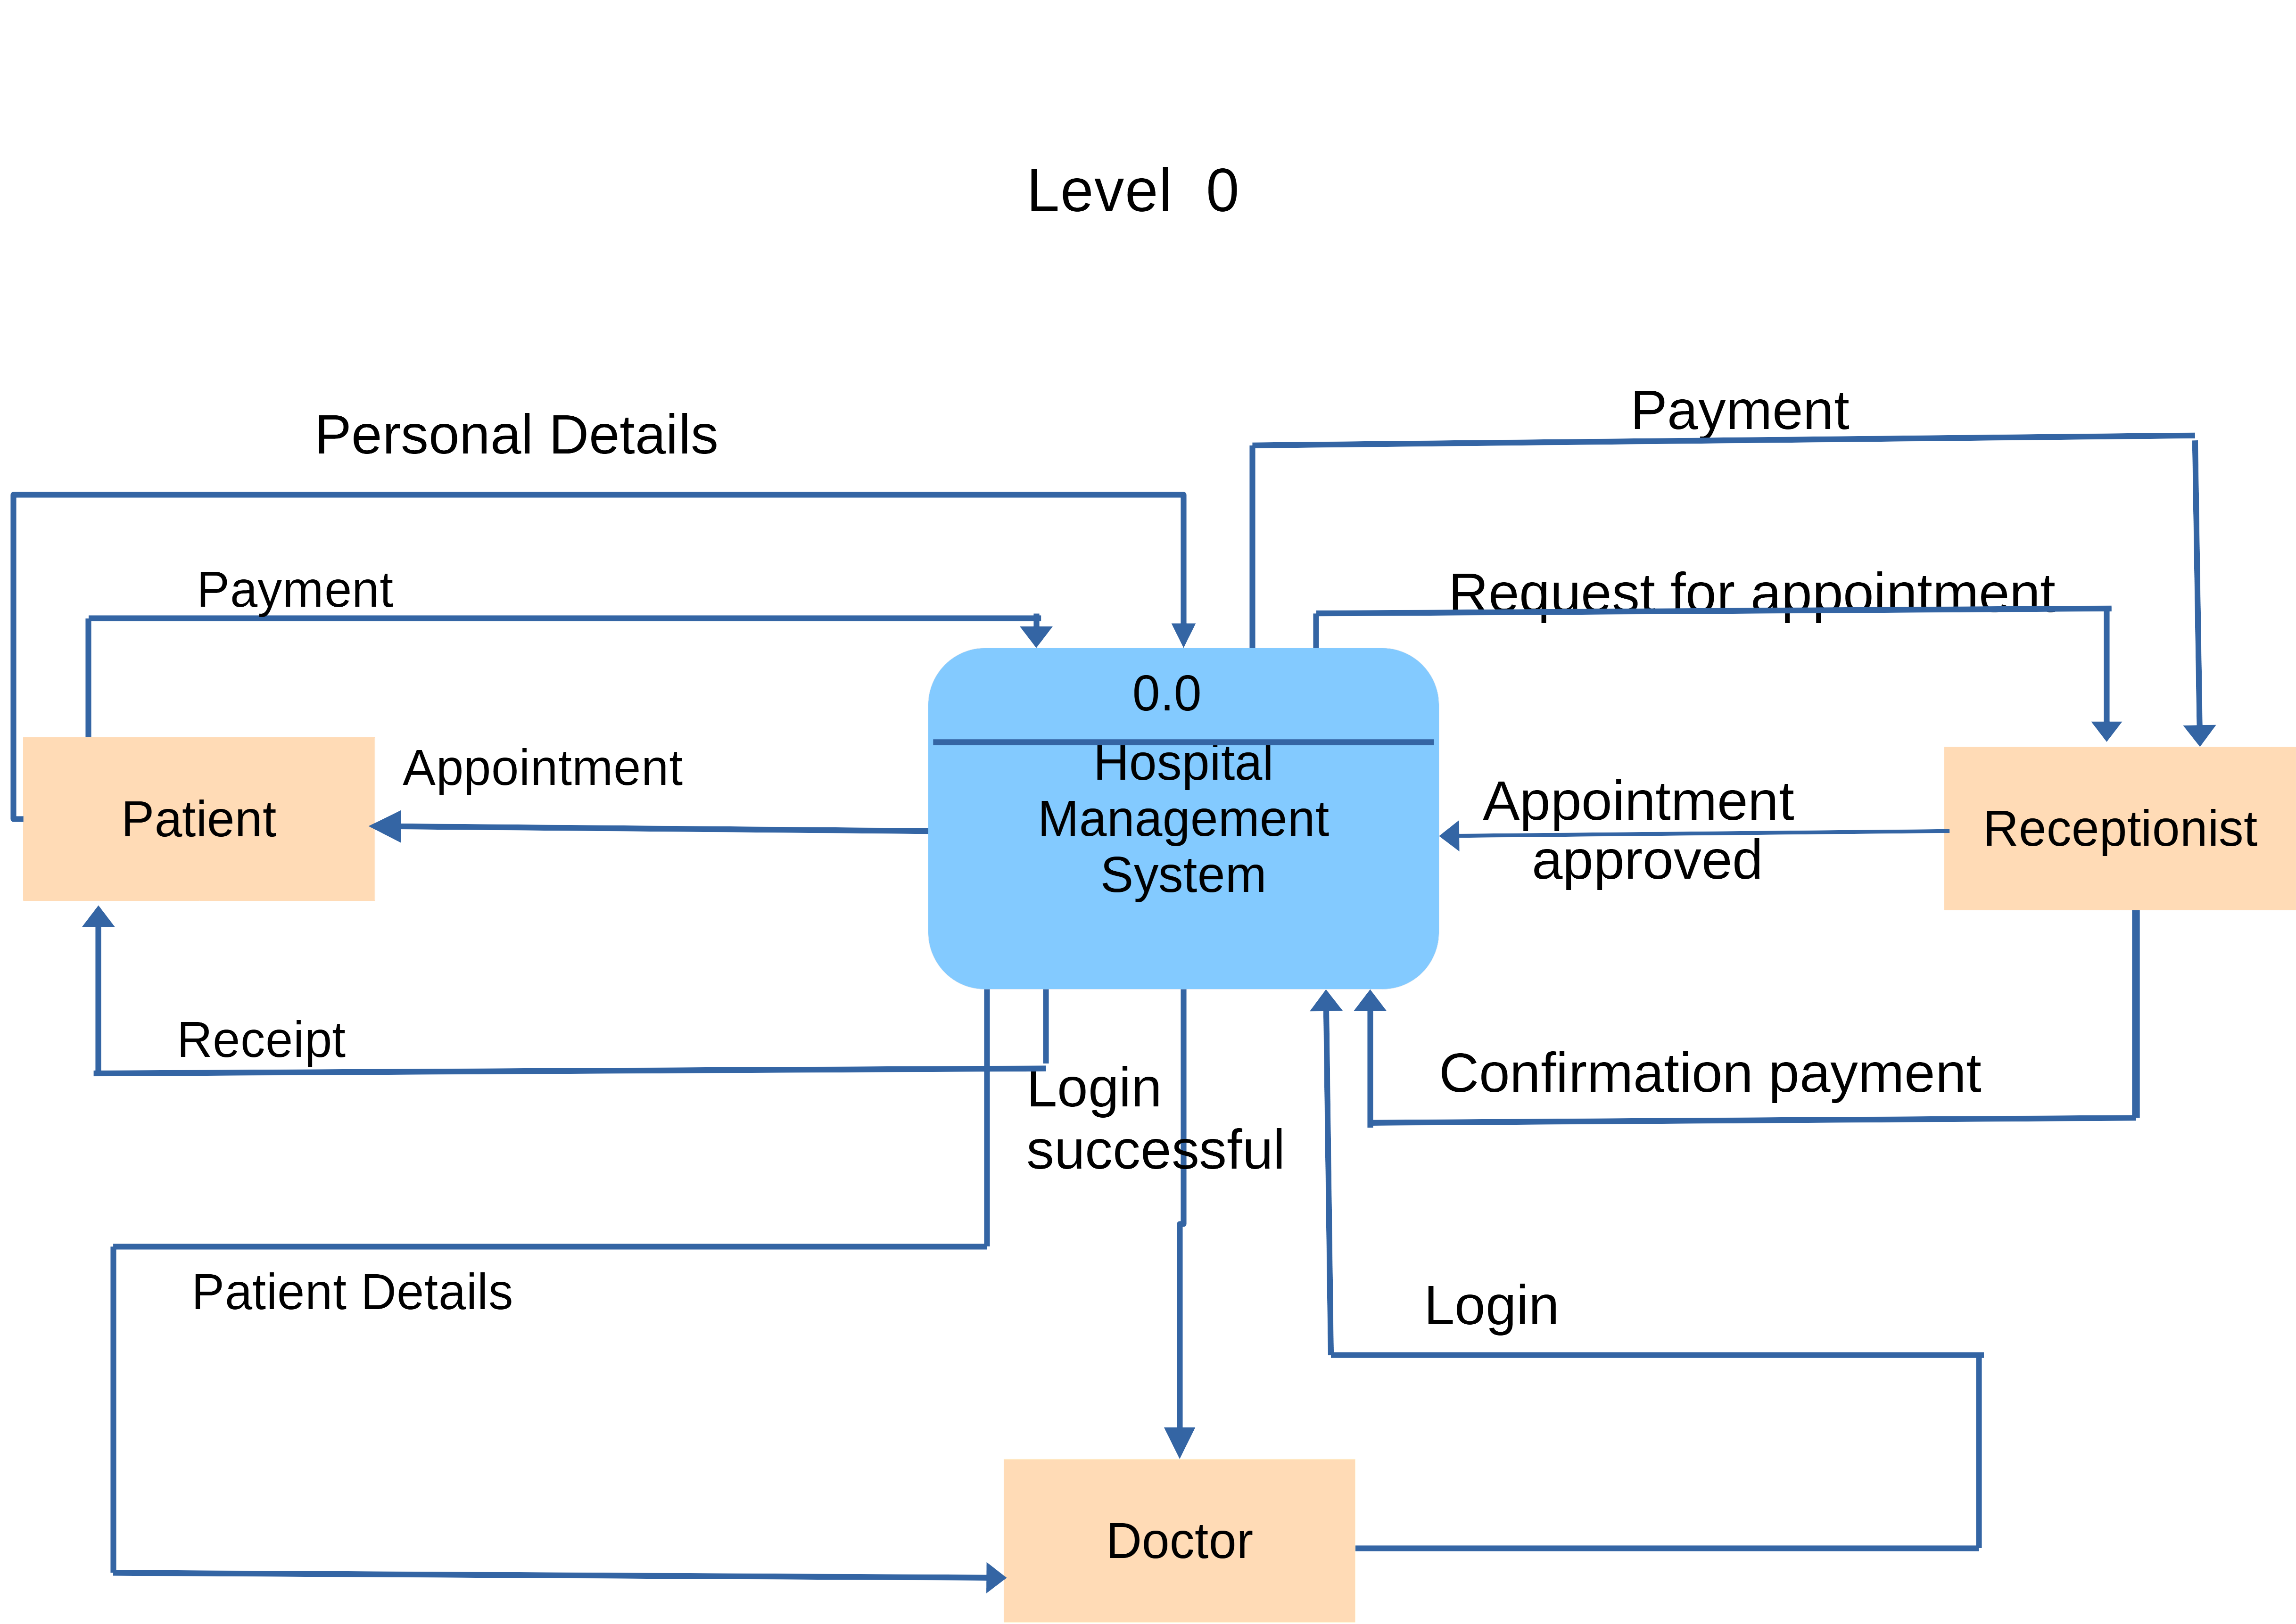 Level  0
Payment
Personal Details
Payment
Request for appointment
0.0
Hospital
Management
System
Appointment
Patient
Appointment
approved
Receptionist
Receipt
Login
successful
Confirmation payment
Patient Details
Login
Doctor